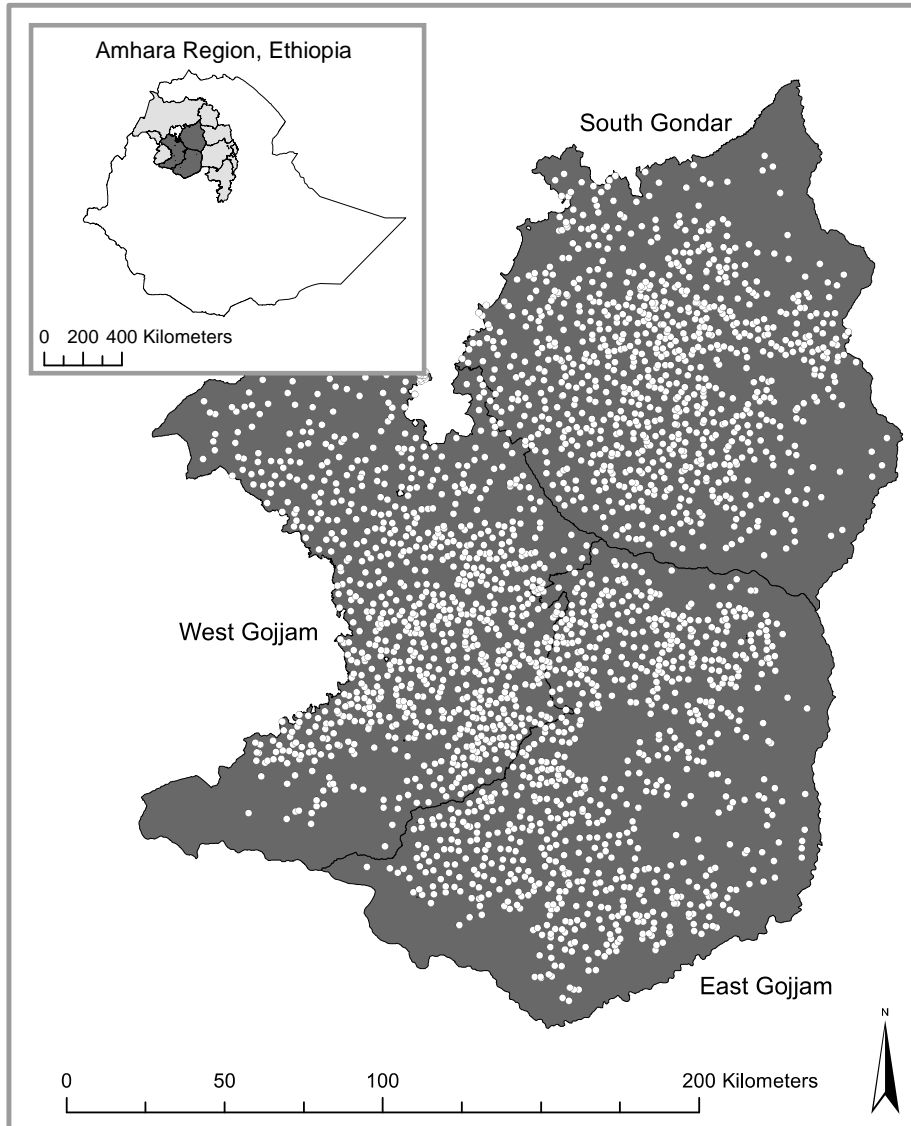 Amhara Region, Ethiopia
South Gondar
0 200 400 Kilometers
West Gojjam
East Gojjam
N
0 50 100 200 Kilometers